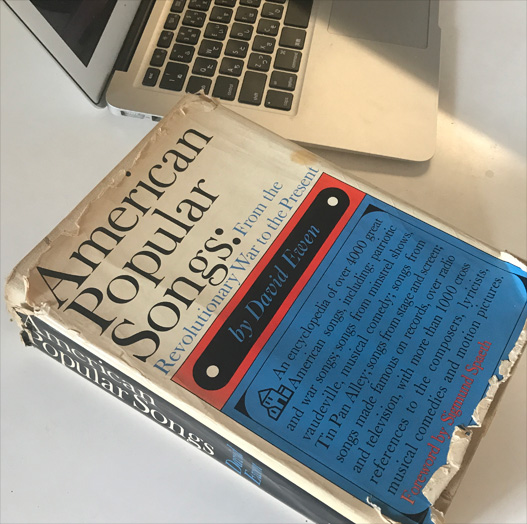 American
Popular
Songs:
From the
Revolutionary War to the Present
by David Ewen
An encyclopedia of over 4000 great
American songs, including: patriotic
and war songs; songs from minstrel shows,
vaudeville, musical comedy; songs from
Tin Pan Alley; songs from stage and screen;
songs made famous on records, over radio
and television, with more than 1000 cross
references to the composers, lyricists,
musical comedies, and motion pictures
Foreword by Sigmund Spaeth
American
Popular Songs
David
Ewen